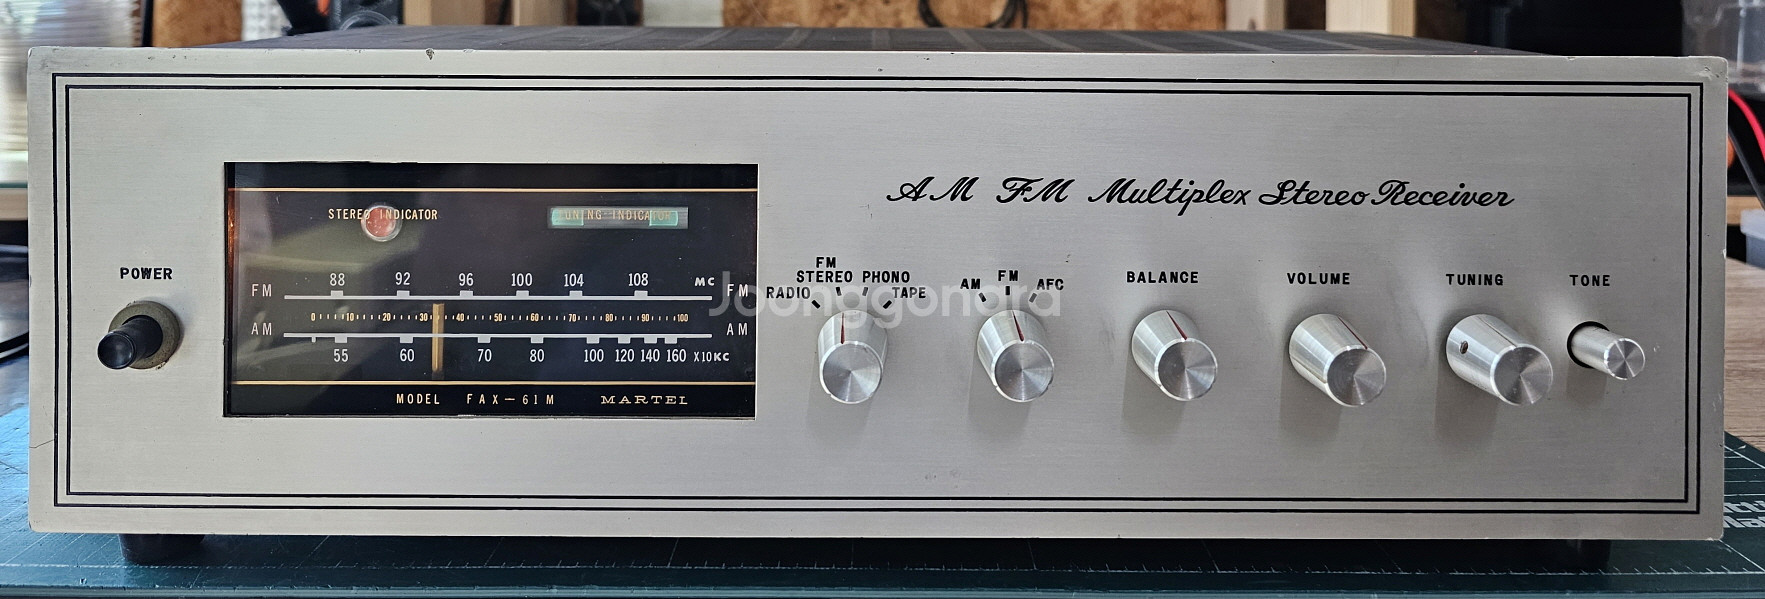 AM FM Multiplex Stereo Receiver
STEREO INDICATOR
TUNING INDICATOR
POWER
88 92 96 100 104 108 MC
FM FM
0 10 20 30 40 50 60 70 80 90 100
AM AM
55 60 70 80 100 120 140 160 X10KC
MODEL FAX-61M MARTEL
RADIO
FM
STEREO
PHONO
TAPE
AM
FM
AFC
BALANCE
VOLUME
TUNING
TONE
Joonggonara